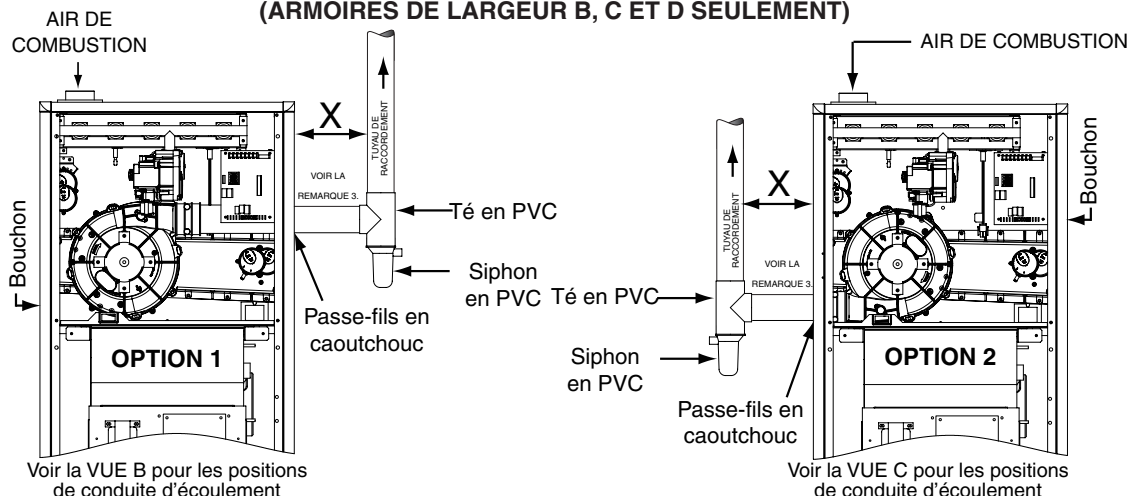 (ARMOIRES DE LARGEUR B, C ET D SEULEMENT)
AIR DE
COMBUSTION
X
TUYAU DE
RACCORDEMENT
VOIR LA
REMARQUE 3.
Bouchon
Té en PVC
Siphon
en PVC
Passe-fils en
caoutchouc
OPTION 1
Voir la VUE B pour les positions
de conduite d'écoulement
AIR DE COMBUSTION
X
TUYAU DE
RACCORDEMENT
VOIR LA
REMARQUE 3.
Bouchon
Té en PVC
Siphon
en PVC
Passe-fils en
caoutchouc
OPTION 2
Voir la VUE C pour les positions
de conduite d'écoulement